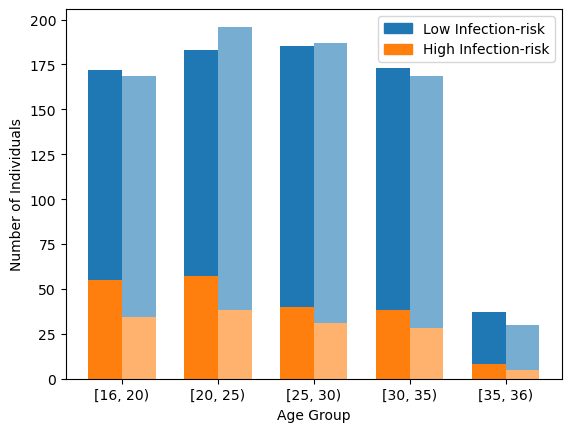 200
175
150
125
100
75
50
25
0
Number of Individuals
Low Infection-risk
High Infection-risk
[16, 20) [20, 25) [25, 30) [30, 35) [35, 36)
Age Group